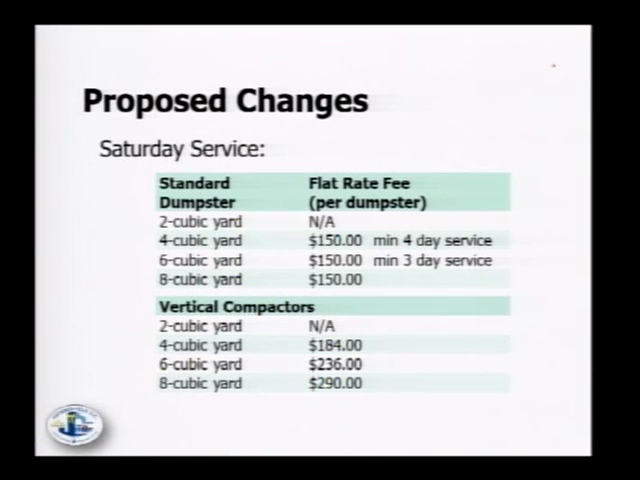 Proposed Changes
Saturday Service:
Standard Dumpster Flat Rate Fee (per dumpster)
2-cubic yard N/A
4-cubic yard $150.00 min 4 day service
6-cubic yard $150.00 min 3 day service
8-cubic yard $150.00
Vertical Compactors
2-cubic yard N/A
4-cubic yard $184.00
6-cubic yard $236.00
8-cubic yard $290.00